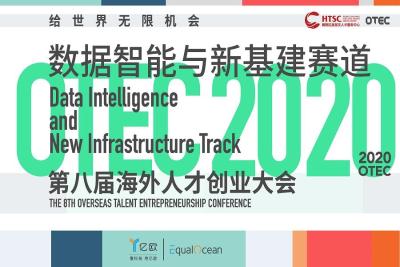 给世界无限机会
HTSC
OTEC
OTEC2020
数据智能与新基建赛道
Data Intelligence
and
New Infrastructure Track
2020
OTEC
第八届海外人才创业大会
THE 8TH OVERSEAS TALENT ENTREPRENEURSHIP CONFERENCE
亿欧
EqualOcean